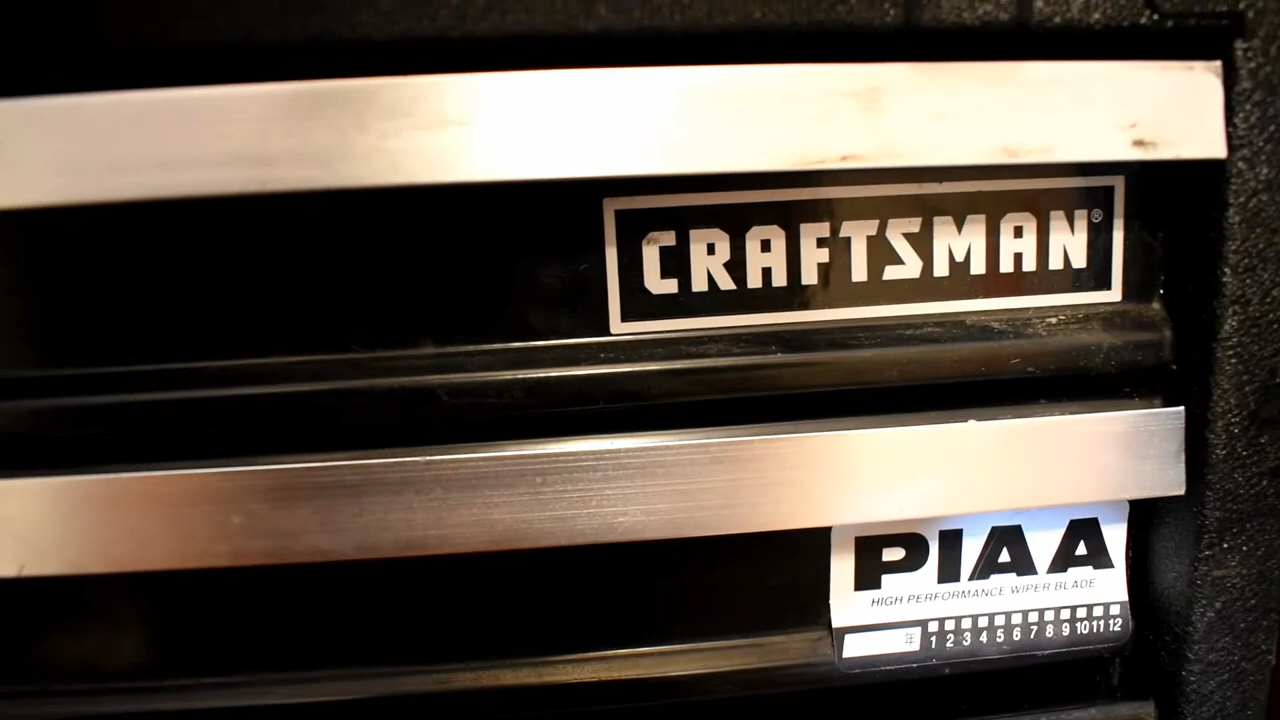 CRAFTSMAN®
PIAA
HIGH PERFORMANCE WIPER BLADE
年 1 2 3 4 5 6 7 8 9 10 11 12